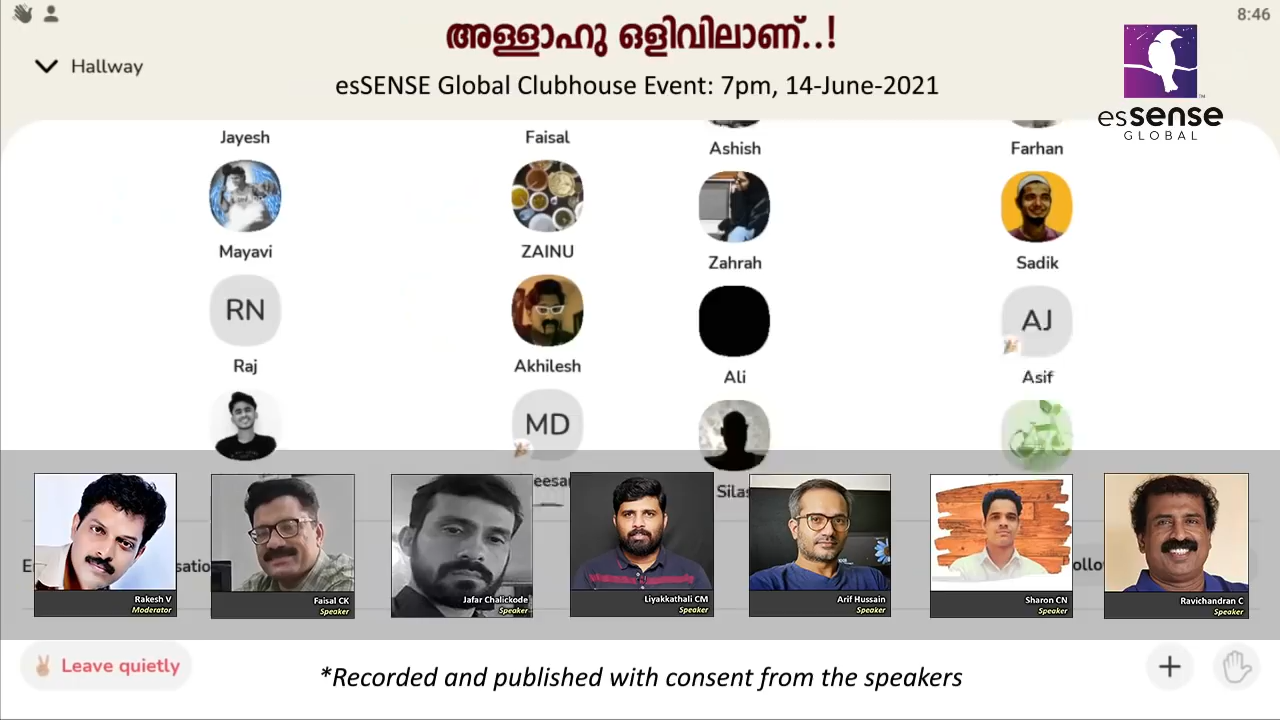 8:46
അള്ളാഹു ഒളിവിലാണ്..!
Hallway
esSENSE Global Clubhouse Event: 7pm, 14-June-2021
essense
GLOBAL
Jayesh
Faisal
Ashish
Farhan
Mayavi
ZAINU
Zahrah
Sadik
RN
AJ
Raj
Akhilesh
Ali
Asif
MD
Rakesh V
Moderator
Faisal CK
Speaker
Jafar Chalickode
Speaker
Liyakkathali CM
Speaker
Arif Hussain
Speaker
Sharon CN
Speaker
Ravichandran C
Speaker
Leave quietly
*Recorded and published with consent from the speakers